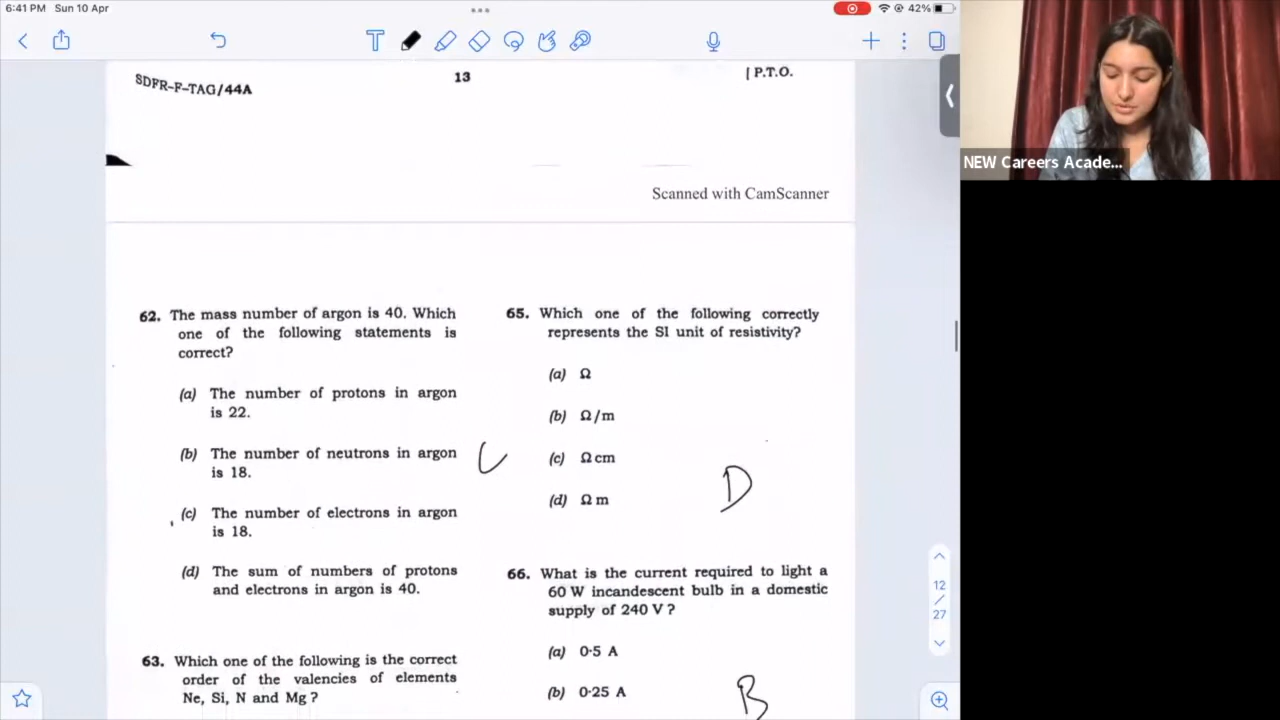 6:41 PM Sun 10 Apr
42%
SDFR-F-TAG/44A
13
[ P.T.O.
Scanned with CamScanner
62. The mass number of argon is 40. Which
one of the following statements is
correct?
(a) The number of protons in argon
is 22.
(b) The number of neutrons in argon
is 18.
(c) The number of electrons in argon
is 18.
(d) The sum of numbers of protons
and electrons in argon is 40.
C
63. Which one of the following is the correct
order of the valencies of elements
Ne, Si, N and Mg ?
65. Which one of the following correctly
represents the SI unit of resistivity?
(a) Ω
(b) Ω/m
(c) Ω cm
(d) Ω m
D
66. What is the current required to light a
60 W incandescent bulb in a domestic
supply of 240 V ?
(a) 0·5 A
(b) 0·25 A
B
12
/
27
NEW Careers Acade...